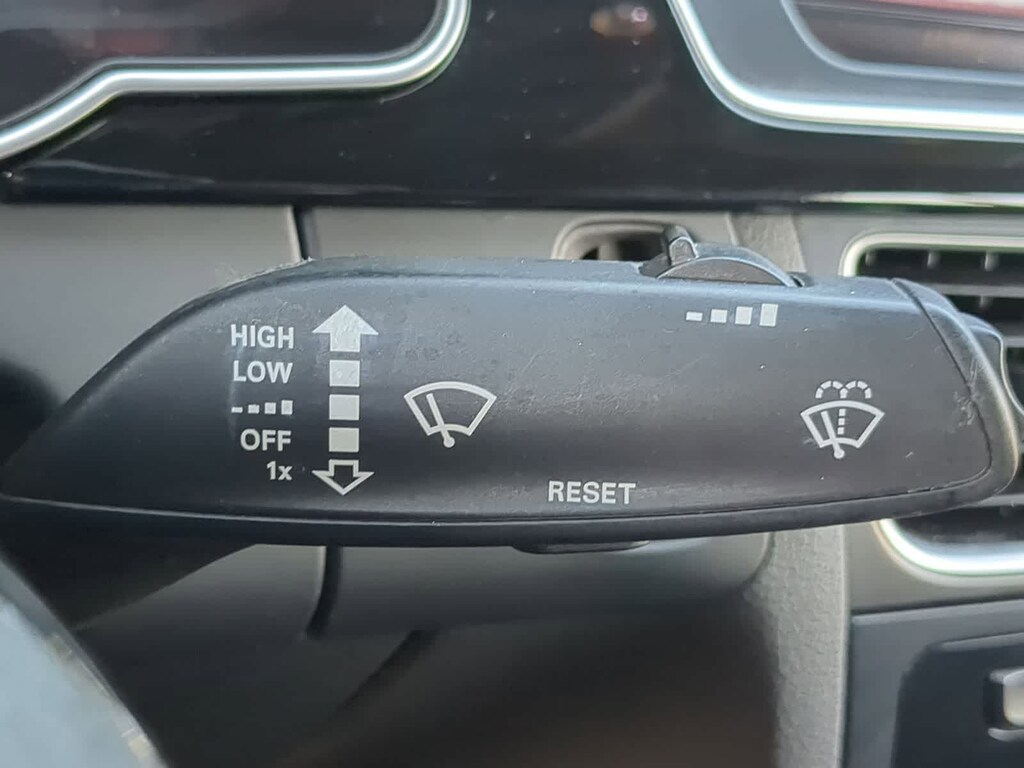 HIGH
LOW
OFF
1x
RESET